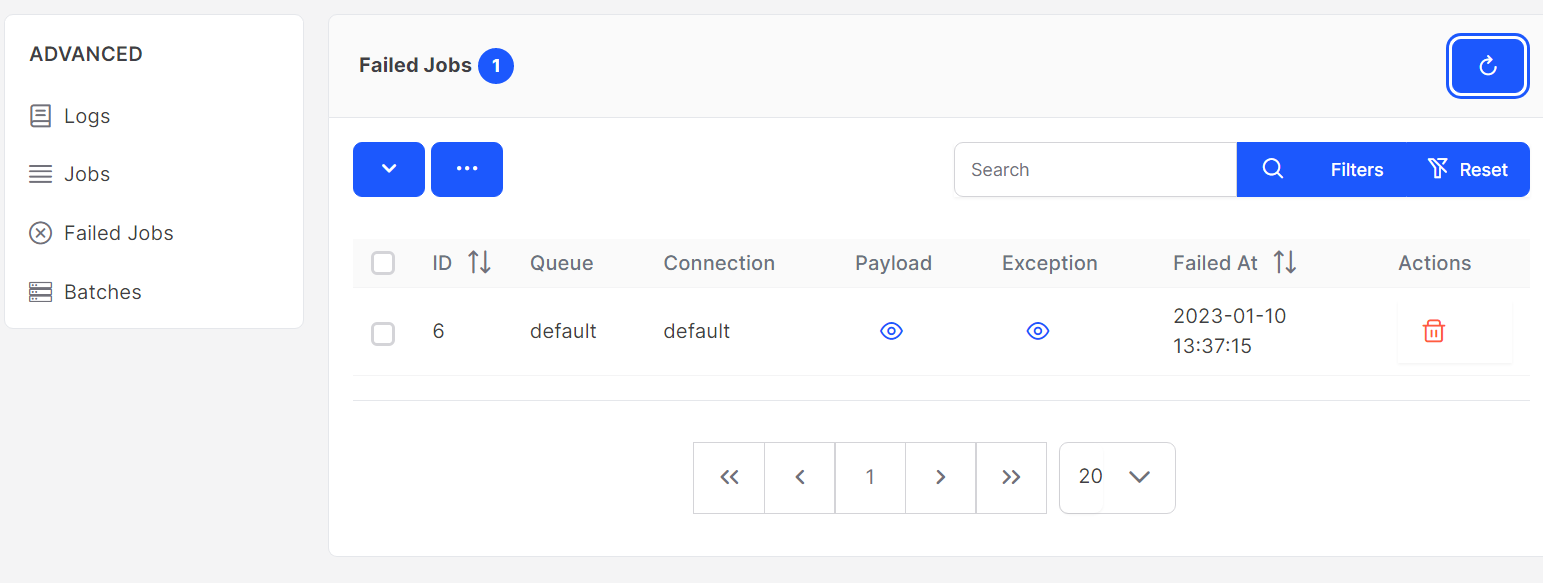 ADVANCED
Logs
Jobs
Failed Jobs
Batches
Failed Jobs 1
Search
Filters
Reset
ID Queue Connection Payload Exception Failed At Actions
6 default default 2023-01-10
13:37:15
1
20